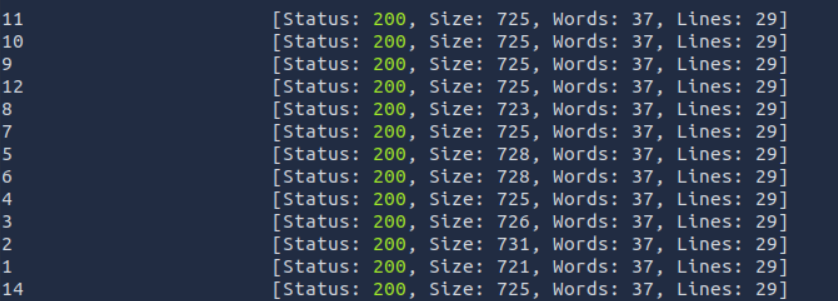 11 [Status: 200, Size: 725, Words: 37, Lines: 29]
10 [Status: 200, Size: 725, Words: 37, Lines: 29]
9 [Status: 200, Size: 725, Words: 37, Lines: 29]
12 [Status: 200, Size: 725, Words: 37, Lines: 29]
8 [Status: 200, Size: 723, Words: 37, Lines: 29]
7 [Status: 200, Size: 725, Words: 37, Lines: 29]
5 [Status: 200, Size: 728, Words: 37, Lines: 29]
6 [Status: 200, Size: 728, Words: 37, Lines: 29]
4 [Status: 200, Size: 725, Words: 37, Lines: 29]
3 [Status: 200, Size: 726, Words: 37, Lines: 29]
2 [Status: 200, Size: 731, Words: 37, Lines: 29]
1 [Status: 200, Size: 721, Words: 37, Lines: 29]
14 [Status: 200, Size: 725, Words: 37, Lines: 29]